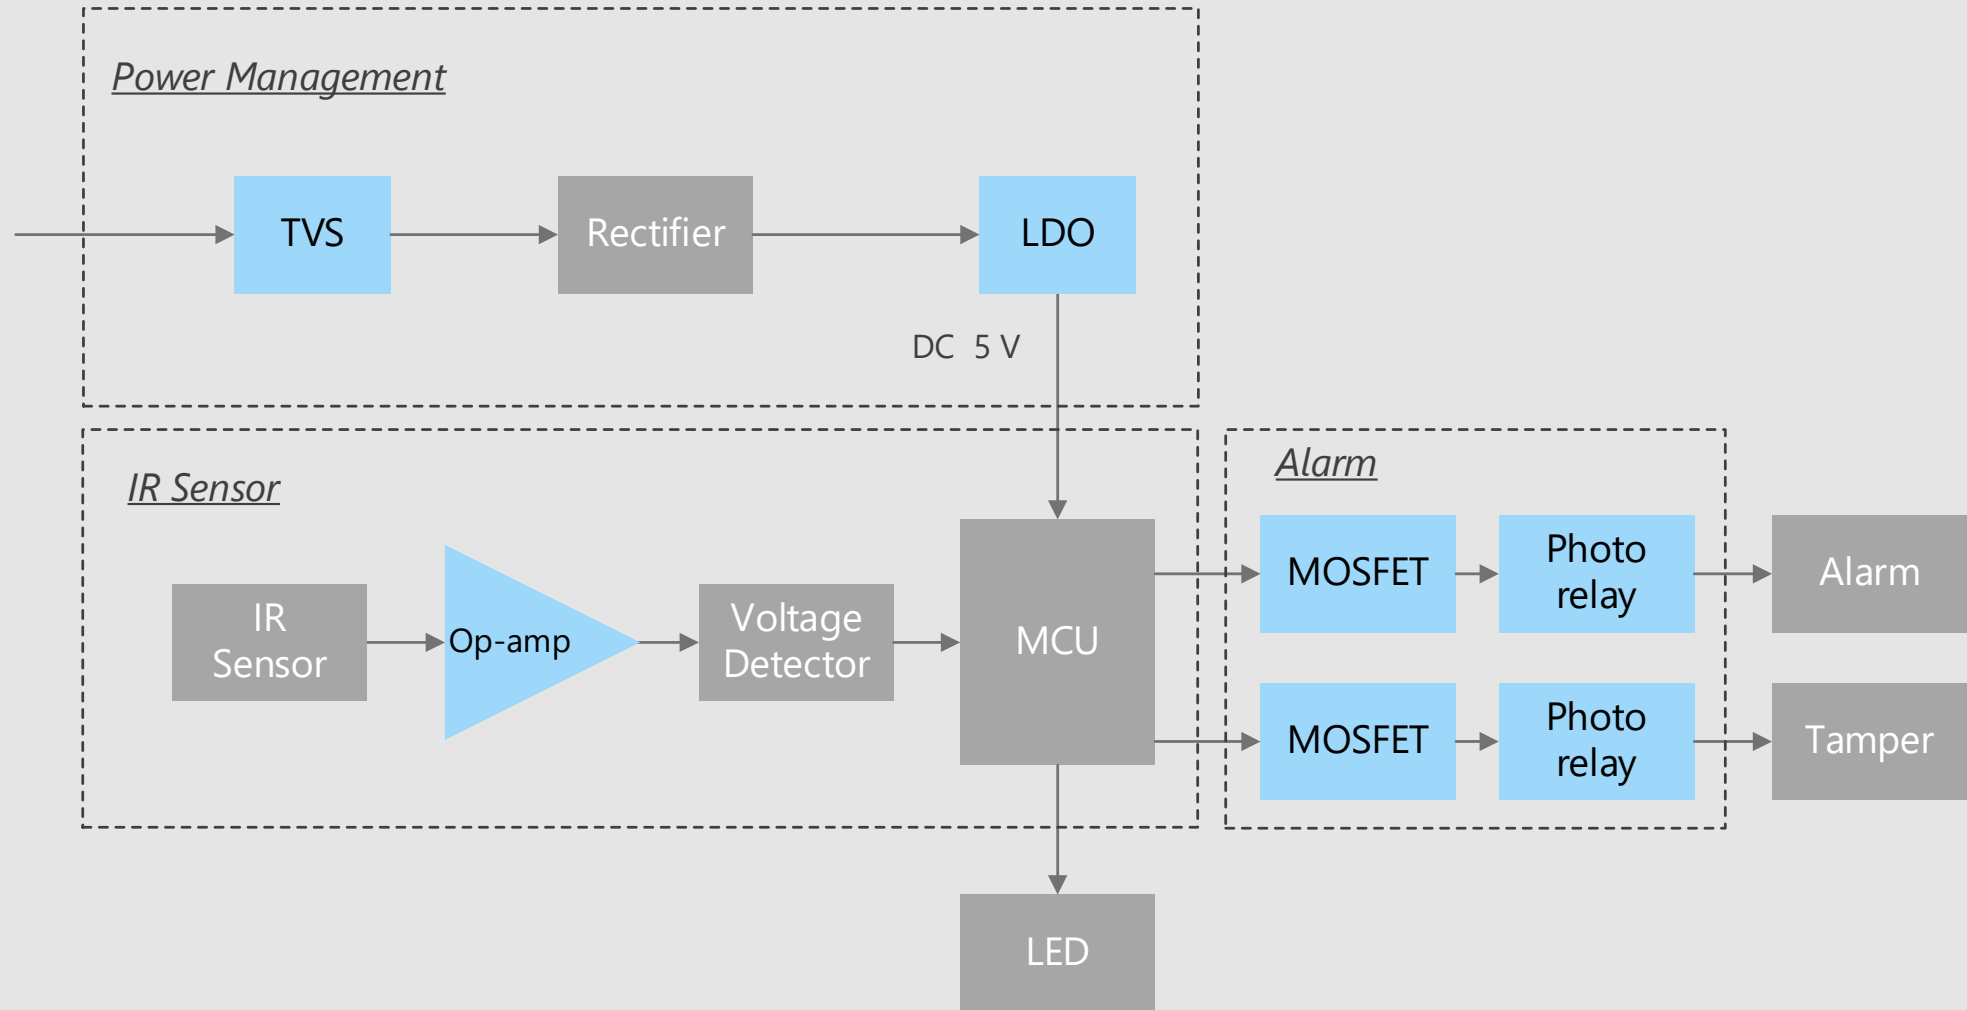 Power Management
TVS
Rectifier
LDO
DC 5 V
IR Sensor
IR
Sensor
Op-amp
Voltage
Detector
MCU
LED
Alarm
MOSFET
Photo
relay
Alarm
MOSFET
Photo
relay
Tamper